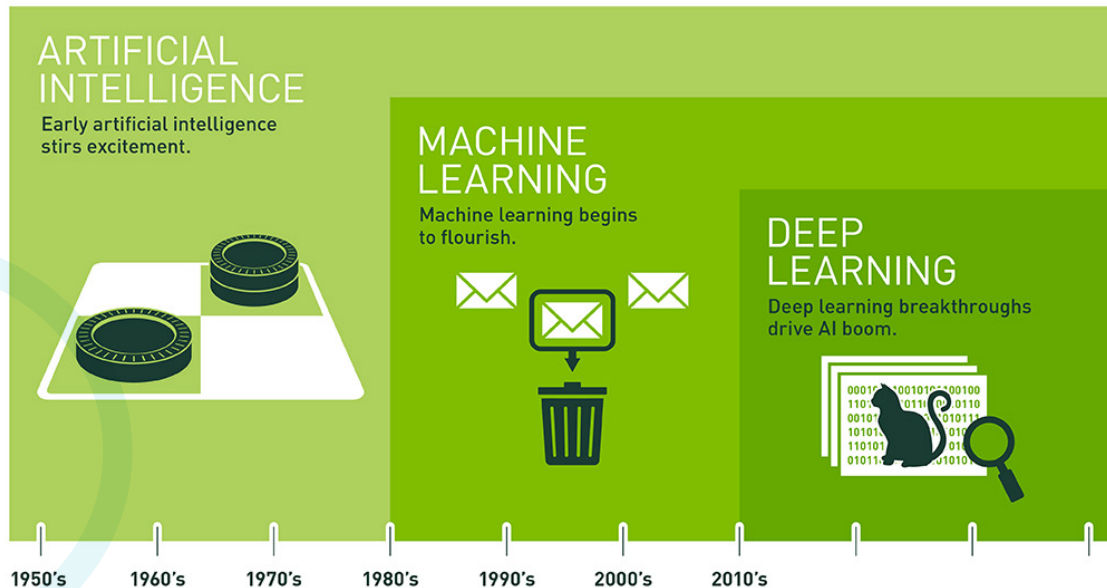 ARTIFICIAL
INTELLIGENCE
Early artificial intelligence
stirs excitement.
MACHINE
LEARNING
Machine learning begins
to flourish.
DEEP
LEARNING
Deep learning breakthroughs
drive AI boom.
1950's 1960's 1970's 1980's 1990's 2000's 2010's